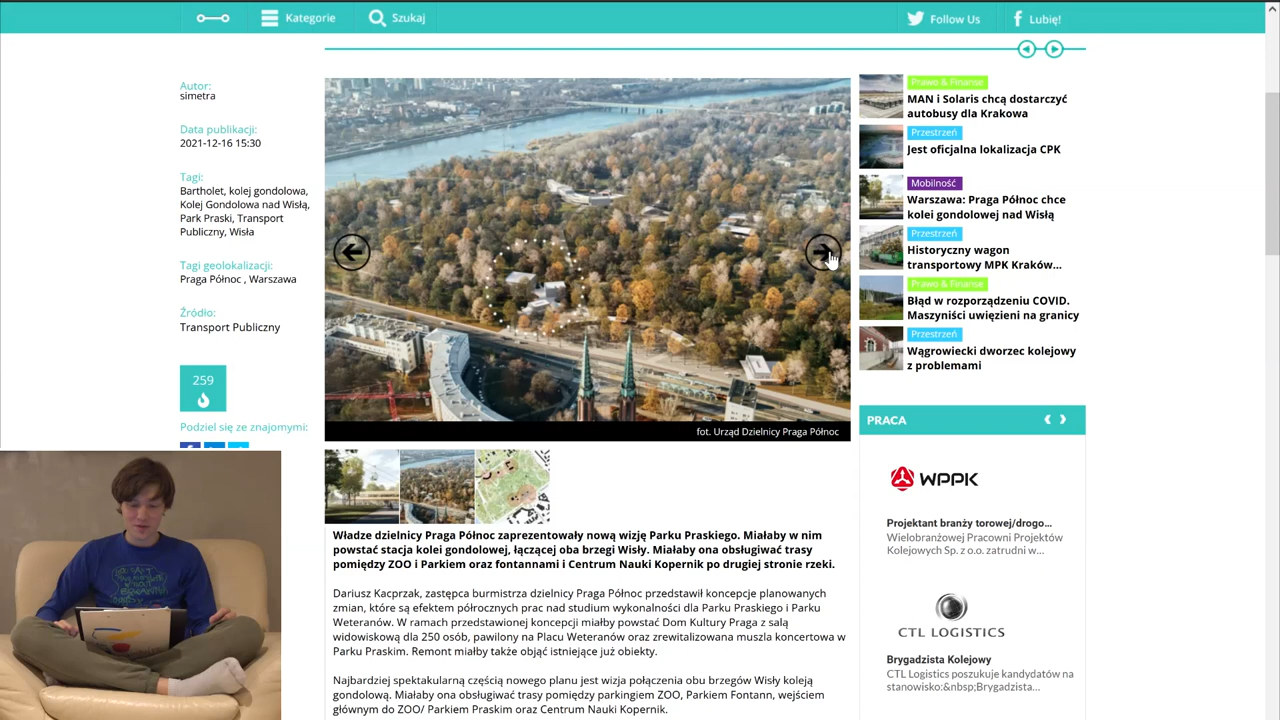 Kategorie
Szukaj
Follow Us
Lubię!
Autor:
simetra
Data publikacji:
2021-12-16 15:30
Tagi:
Bartholet, kolej gondolowa,
Kolej Gondolowa nad Wisłą,
Park Praski, Transport
Publiczny, Wisła
Tagi geolokalizacji:
Praga Północ , Warszawa
Źródło:
Transport Publiczny
259
Podziel się ze znajomymi:
fot. Urząd Dzielnicy Praga Północ
Władze dzielnicy Praga Północ zaprezentowały nową wizję Parku Praskiego. Miałaby w nim
powstać stacja kolei gondolowej, łączącej oba brzegi Wisły. Miałaby ona obsługiwać trasy
pomiędzy ZOO i Parkiem oraz fontannami i Centrum Nauki Kopernik po drugiej stronie rzeki.
Dariusz Kacprzak, zastępca burmistrza dzielnicy Praga Północ przedstawił koncepcje planowanych
zmian, które są efektem półrocznych prac nad studium wykonalności dla Parku Praskiego i Parku
Weteranów. W ramach przedstawionej koncepcji miałby powstać Dom Kultury Praga z salą
widowiskową dla 250 osób, pawilony na Placu Weteranów oraz zrewitalizowana muszla koncertowa w
Parku Praskim. Remont miałby także objąć istniejące już obiekty.
Najbardziej spektakularną częścią nowego planu jest wizja połączenia obu brzegów Wisły koleją
gondolową. Miałaby ona obsługiwać trasy pomiędzy parkingiem ZOO, Parkiem Fontann, wejściem
głównym do ZOO/ Parkiem Praskim oraz Centrum Nauki Kopernik.
Prawo & Finanse
MAN i Solaris chcą dostarczyć
autobusy dla Krakowa
Przestrzeń
Jest oficjalna lokalizacja CPK
Mobilność
Warszawa: Praga Północ chce
kolei gondolowej nad Wisłą
Przestrzeń
Historyczny wagon
transportowy MPK Kraków...
Prawo & Finanse
Błąd w rozporządzeniu COVID.
Maszyniści uwięzieni na granicy
Przestrzeń
Wągrowiecki dworzec kolejowy
z problemami
PRACA
WPPK
Projektant branży torowej/drogo...
Wielobranżowej Pracowni Projektów
Kolejowych Sp. z o.o. zatrudni w...
CTL LOGISTICS
Brygadzista Kolejowy
CTL Logistics poszukuje kandydatów na
stanowisko:&nbsp;Brygadzista...